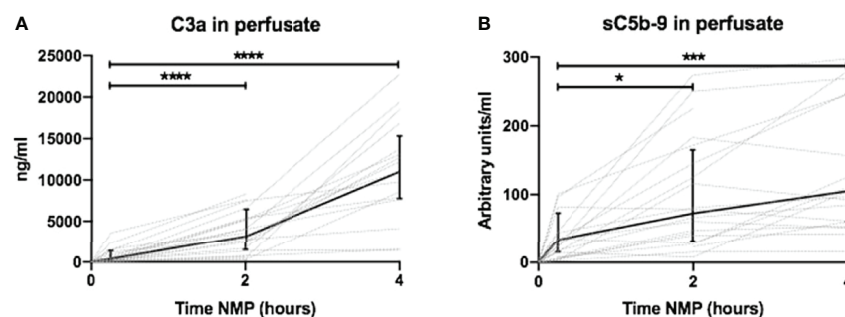 A
C3a in perfusate
ng/ml
25000
20000
15000
10000
5000
0
****
****
0
2
4
Time NMP (hours)
B
sC5b-9 in perfusate
Arbitrary units/ml
300
200
100
0
***
*
0
2
4
Time NMP (hours)